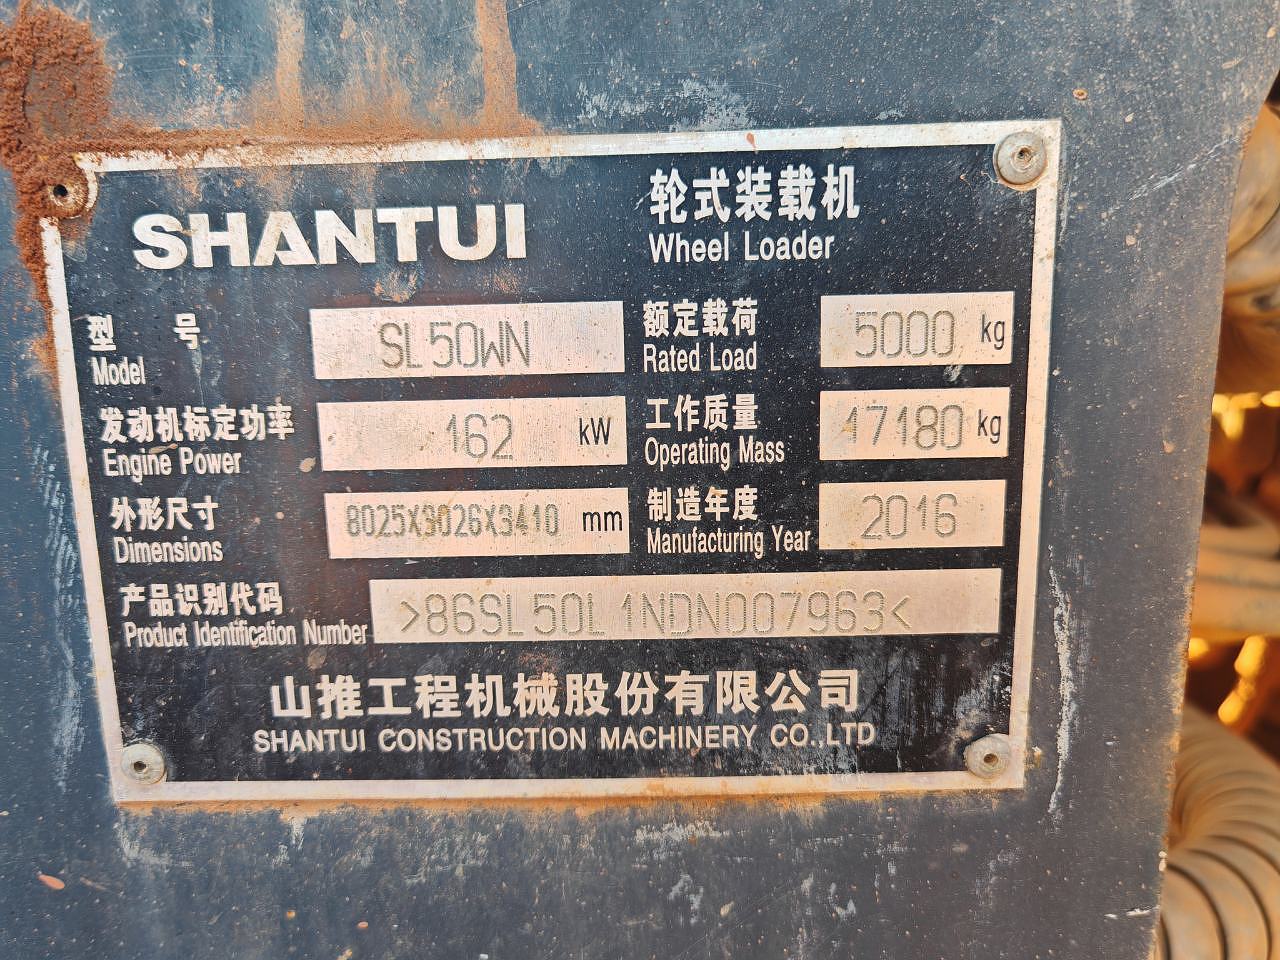 SHANTUI
轮式装载机
Wheel Loader
型 号
Model
SL50WN
额定载荷
Rated Load
5000 kg
发动机标定功率
Engine Power
162 kW
工作质量
Operating Mass
17180 kg
外形尺寸
Dimensions
8025X3026X3410 mm
制造年度
Manufacturing Year
2016
产品识别代码
Product Identification Number
>86SL50L1NDN007963<
山推工程机械股份有限公司
SHANTUI CONSTRUCTION MACHINERY CO.,LTD